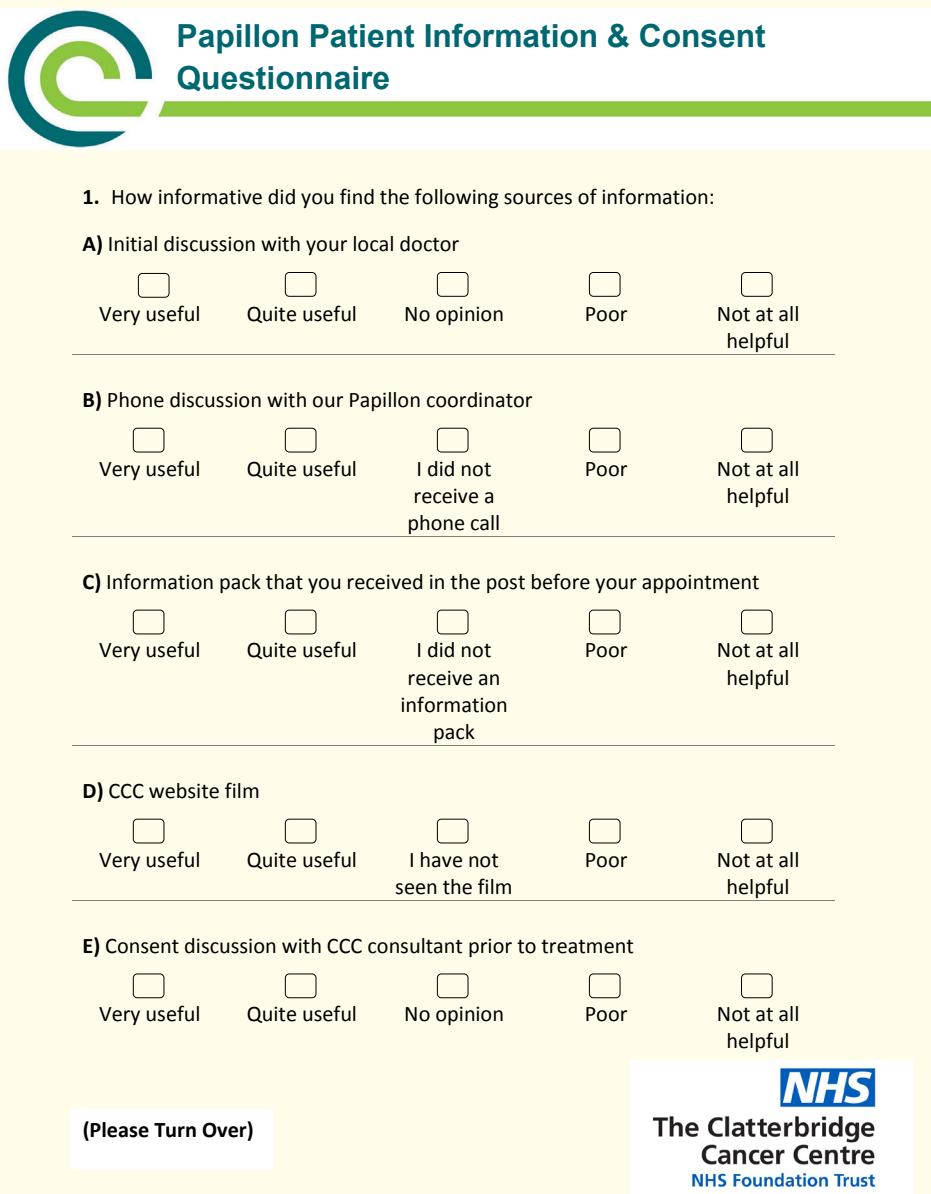 Papillon Patient Information & Consent
Questionnaire
1. How informative did you find the following sources of information:
A) Initial discussion with your local doctor
Very useful Quite useful No opinion Poor Not at all
helpful
B) Phone discussion with our Papillon coordinator
Very useful Quite useful I did not Poor Not at all
receive a helpful
phone call
C) Information pack that you received in the post before your appointment
Very useful Quite useful I did not Poor Not at all
receive an helpful
information
pack
D) CCC website film
Very useful Quite useful I have not Poor Not at all
seen the film helpful
E) Consent discussion with CCC consultant prior to treatment
Very useful Quite useful No opinion Poor Not at all
helpful
(Please Turn Over)
NHS
The Clatterbridge
Cancer Centre
NHS Foundation Trust